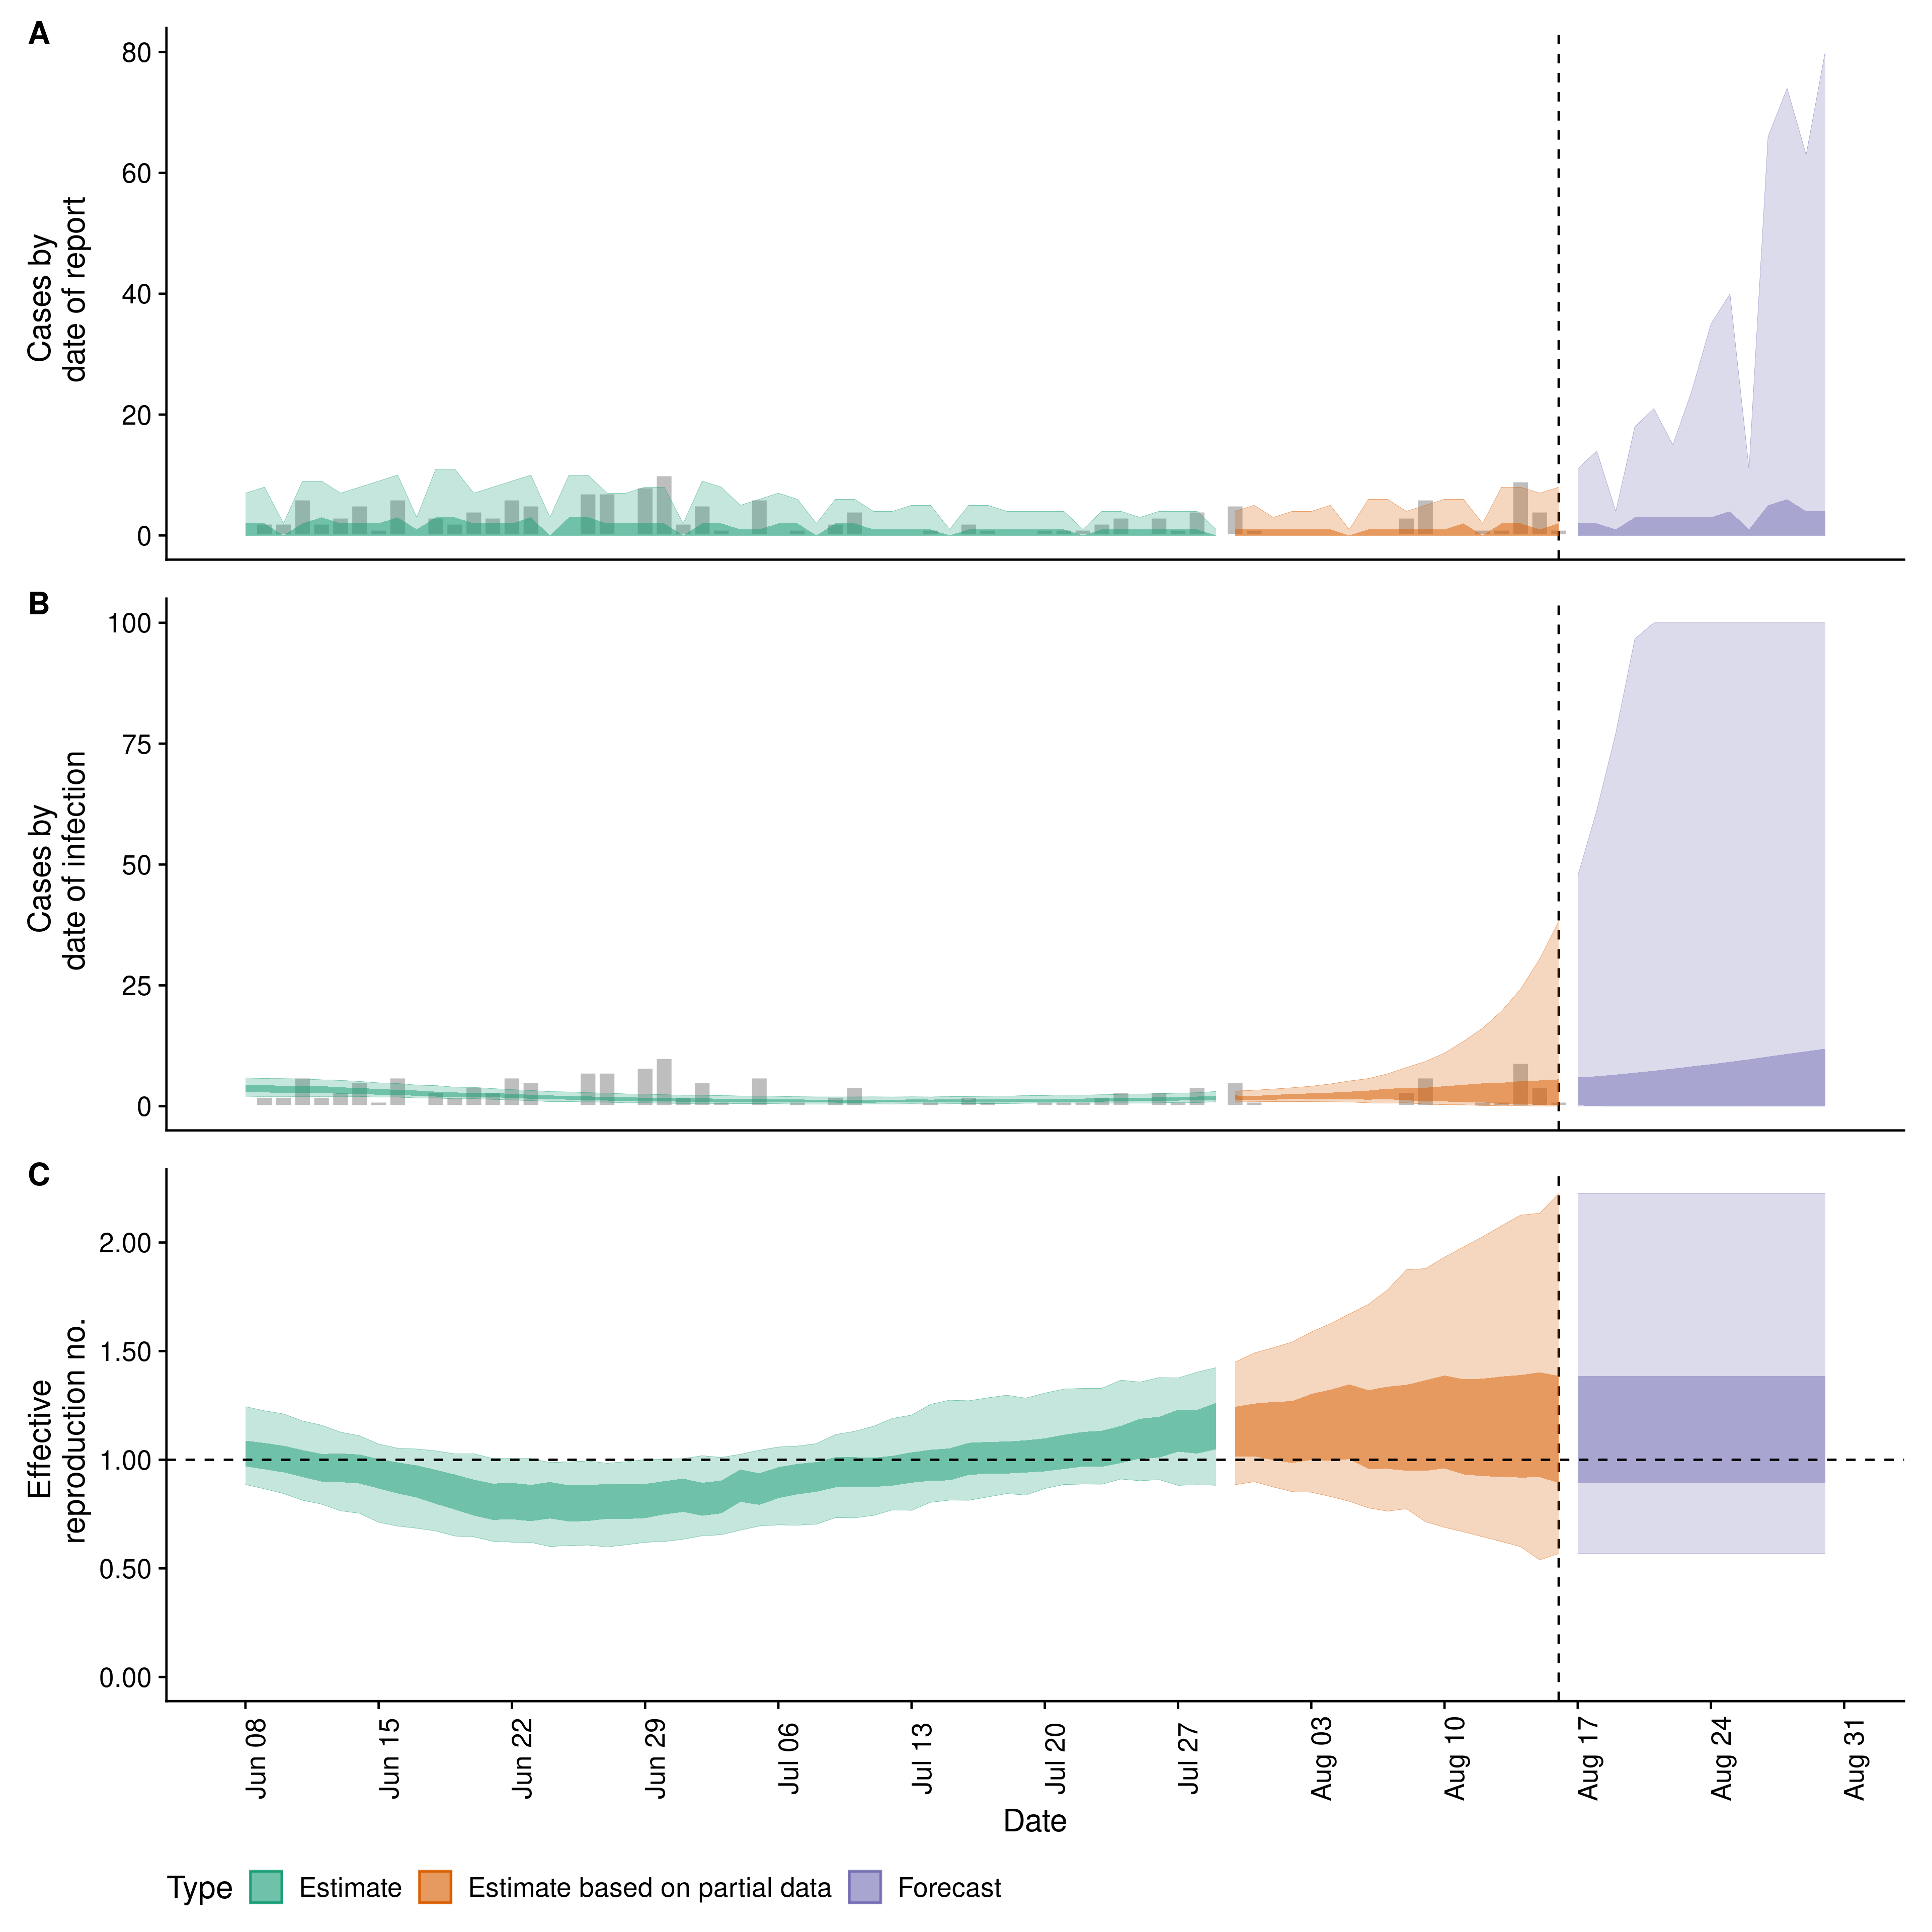 A
80
60
40
20
0
Cases by
date of report
B
100
75
50
25
0
Cases by
date of infection
C
2.00
1.50
1.00
0.50
0.00
Effective
reproduction no.
Jun 08
Jun 15
Jun 22
Jun 29
Jul 06
Jul 13
Jul 20
Jul 27
Aug 03
Aug 10
Aug 17
Aug 24
Aug 31
Date
Type Estimate Estimate based on partial data Forecast